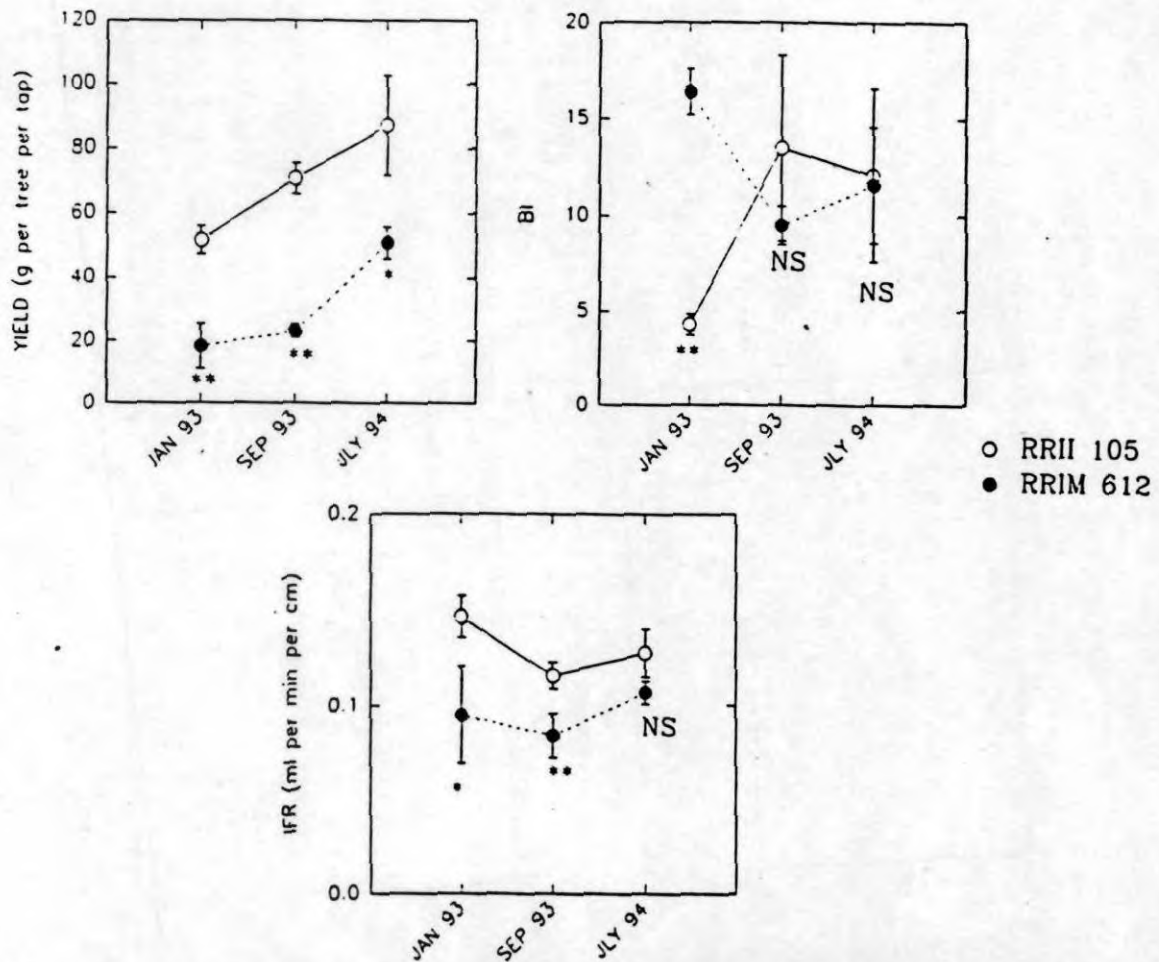 YIELD (g per tree per tap)
120
100
80
60
40
20
0
**
**
*
JAN 93
SEP 93
JLY 94
BI
20
15
10
5
0
**
NS
NS
JAN 93
SEP 93
JLY 94
RRII 105
RRIM 612
IFR (ml per min per cm)
0.2
0.1
0.0
*
**
NS
JAN 93
SEP 93
JLY 94